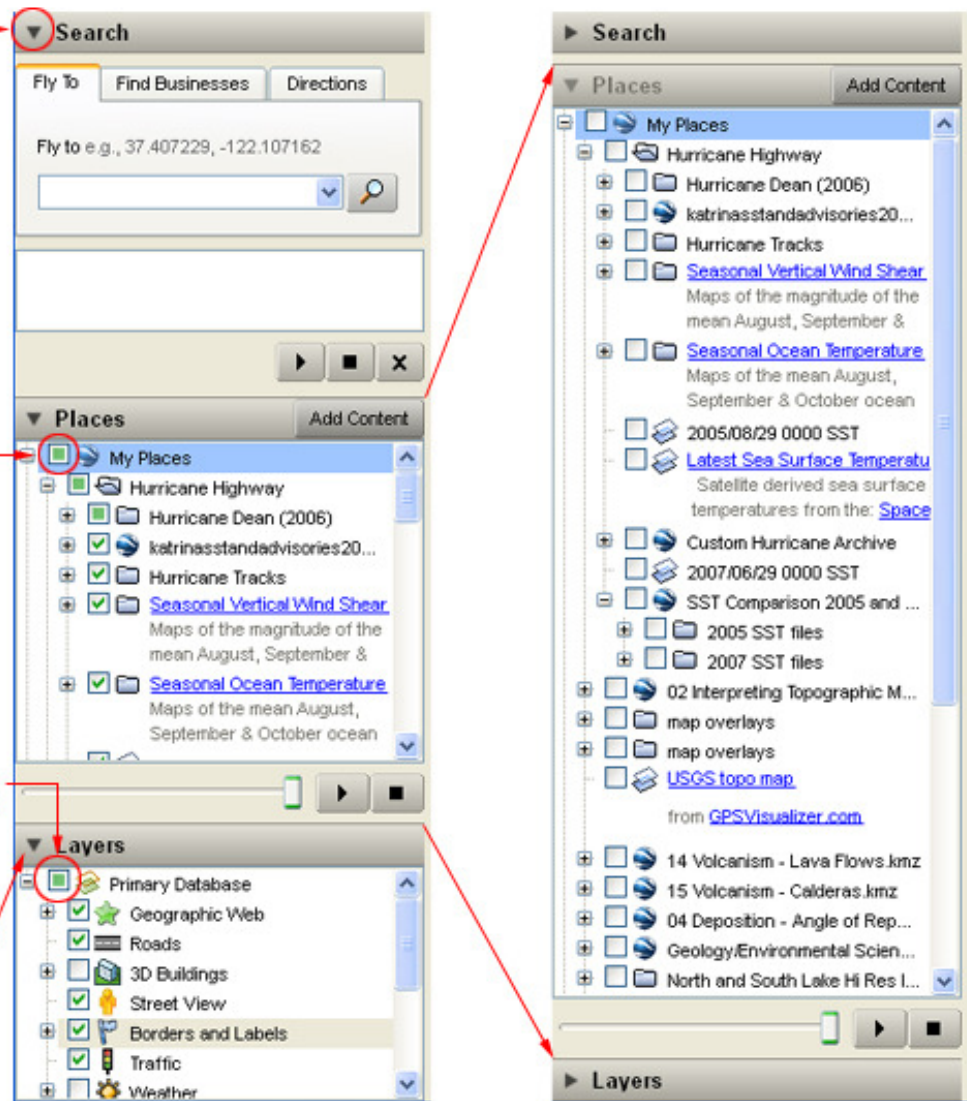 Search
Fly To Find Businesses Directions
Fly to e.g., 37.407229, -122.107162
Places Add Content
My Places
Hurricane Highway
Hurricane Dean (2006)
katrinasstandadvisories20...
Hurricane Tracks
Seasonal Vertical Wind Shear
Maps of the magnitude of the
mean August, September &
Seasonal Ocean Temperature
Maps of the mean August,
September & October ocean
Layers
Primary Database
Geographic Web
Roads
3D Buildings
Street View
Borders and Labels
Traffic
Weather
Search
Places Add Content
My Places
Hurricane Highway
Hurricane Dean (2006)
katrinasstandadvisories20...
Hurricane Tracks
Seasonal Vertical Wind Shear
Maps of the magnitude of the
mean August, September &
Seasonal Ocean Temperature
Maps of the mean August,
September & October ocean
2005/08/29 0000 SST
Latest Sea Surface Temperatu
Satellite derived sea surface
temperatures from the: Space
Custom Hurricane Archive
2007/06/29 0000 SST
SST Comparison 2005 and ...
2005 SST files
2007 SST files
02 Interpreting Topographic M...
map overlays
map overlays
USGS topo map
from GPSVisualizer.com
14 Volcanism - Lava Flows.kmz
15 Volcanism - Calderas.kmz
04 Deposition - Angle of Rep...
Geology/Environmental Scien...
North and South Lake Hi Res I...
Layers